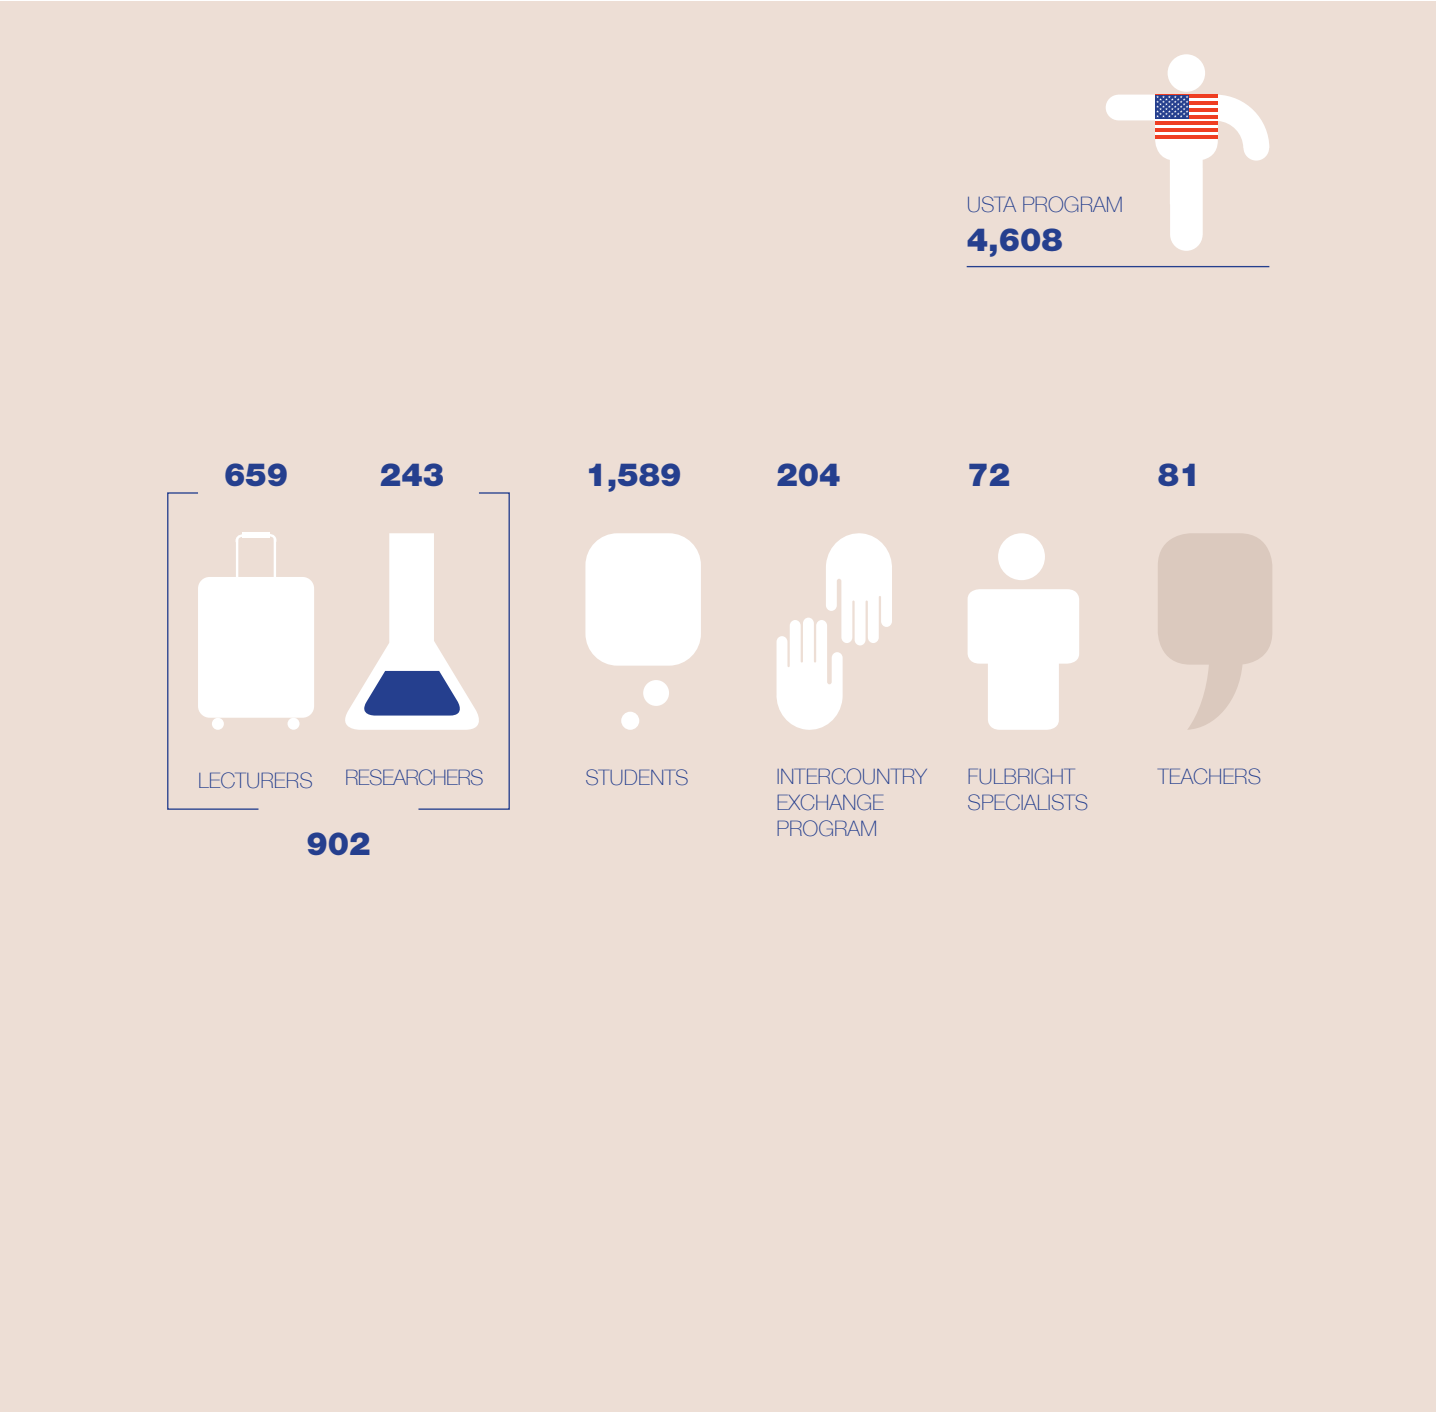 USTA PROGRAM
4,608
659
243
1,589
204
72
81
LECTURERS
RESEARCHERS
STUDENTS
INTERCOUNTRY
EXCHANGE
PROGRAM
FULBRIGHT
SPECIALISTS
TEACHERS
902